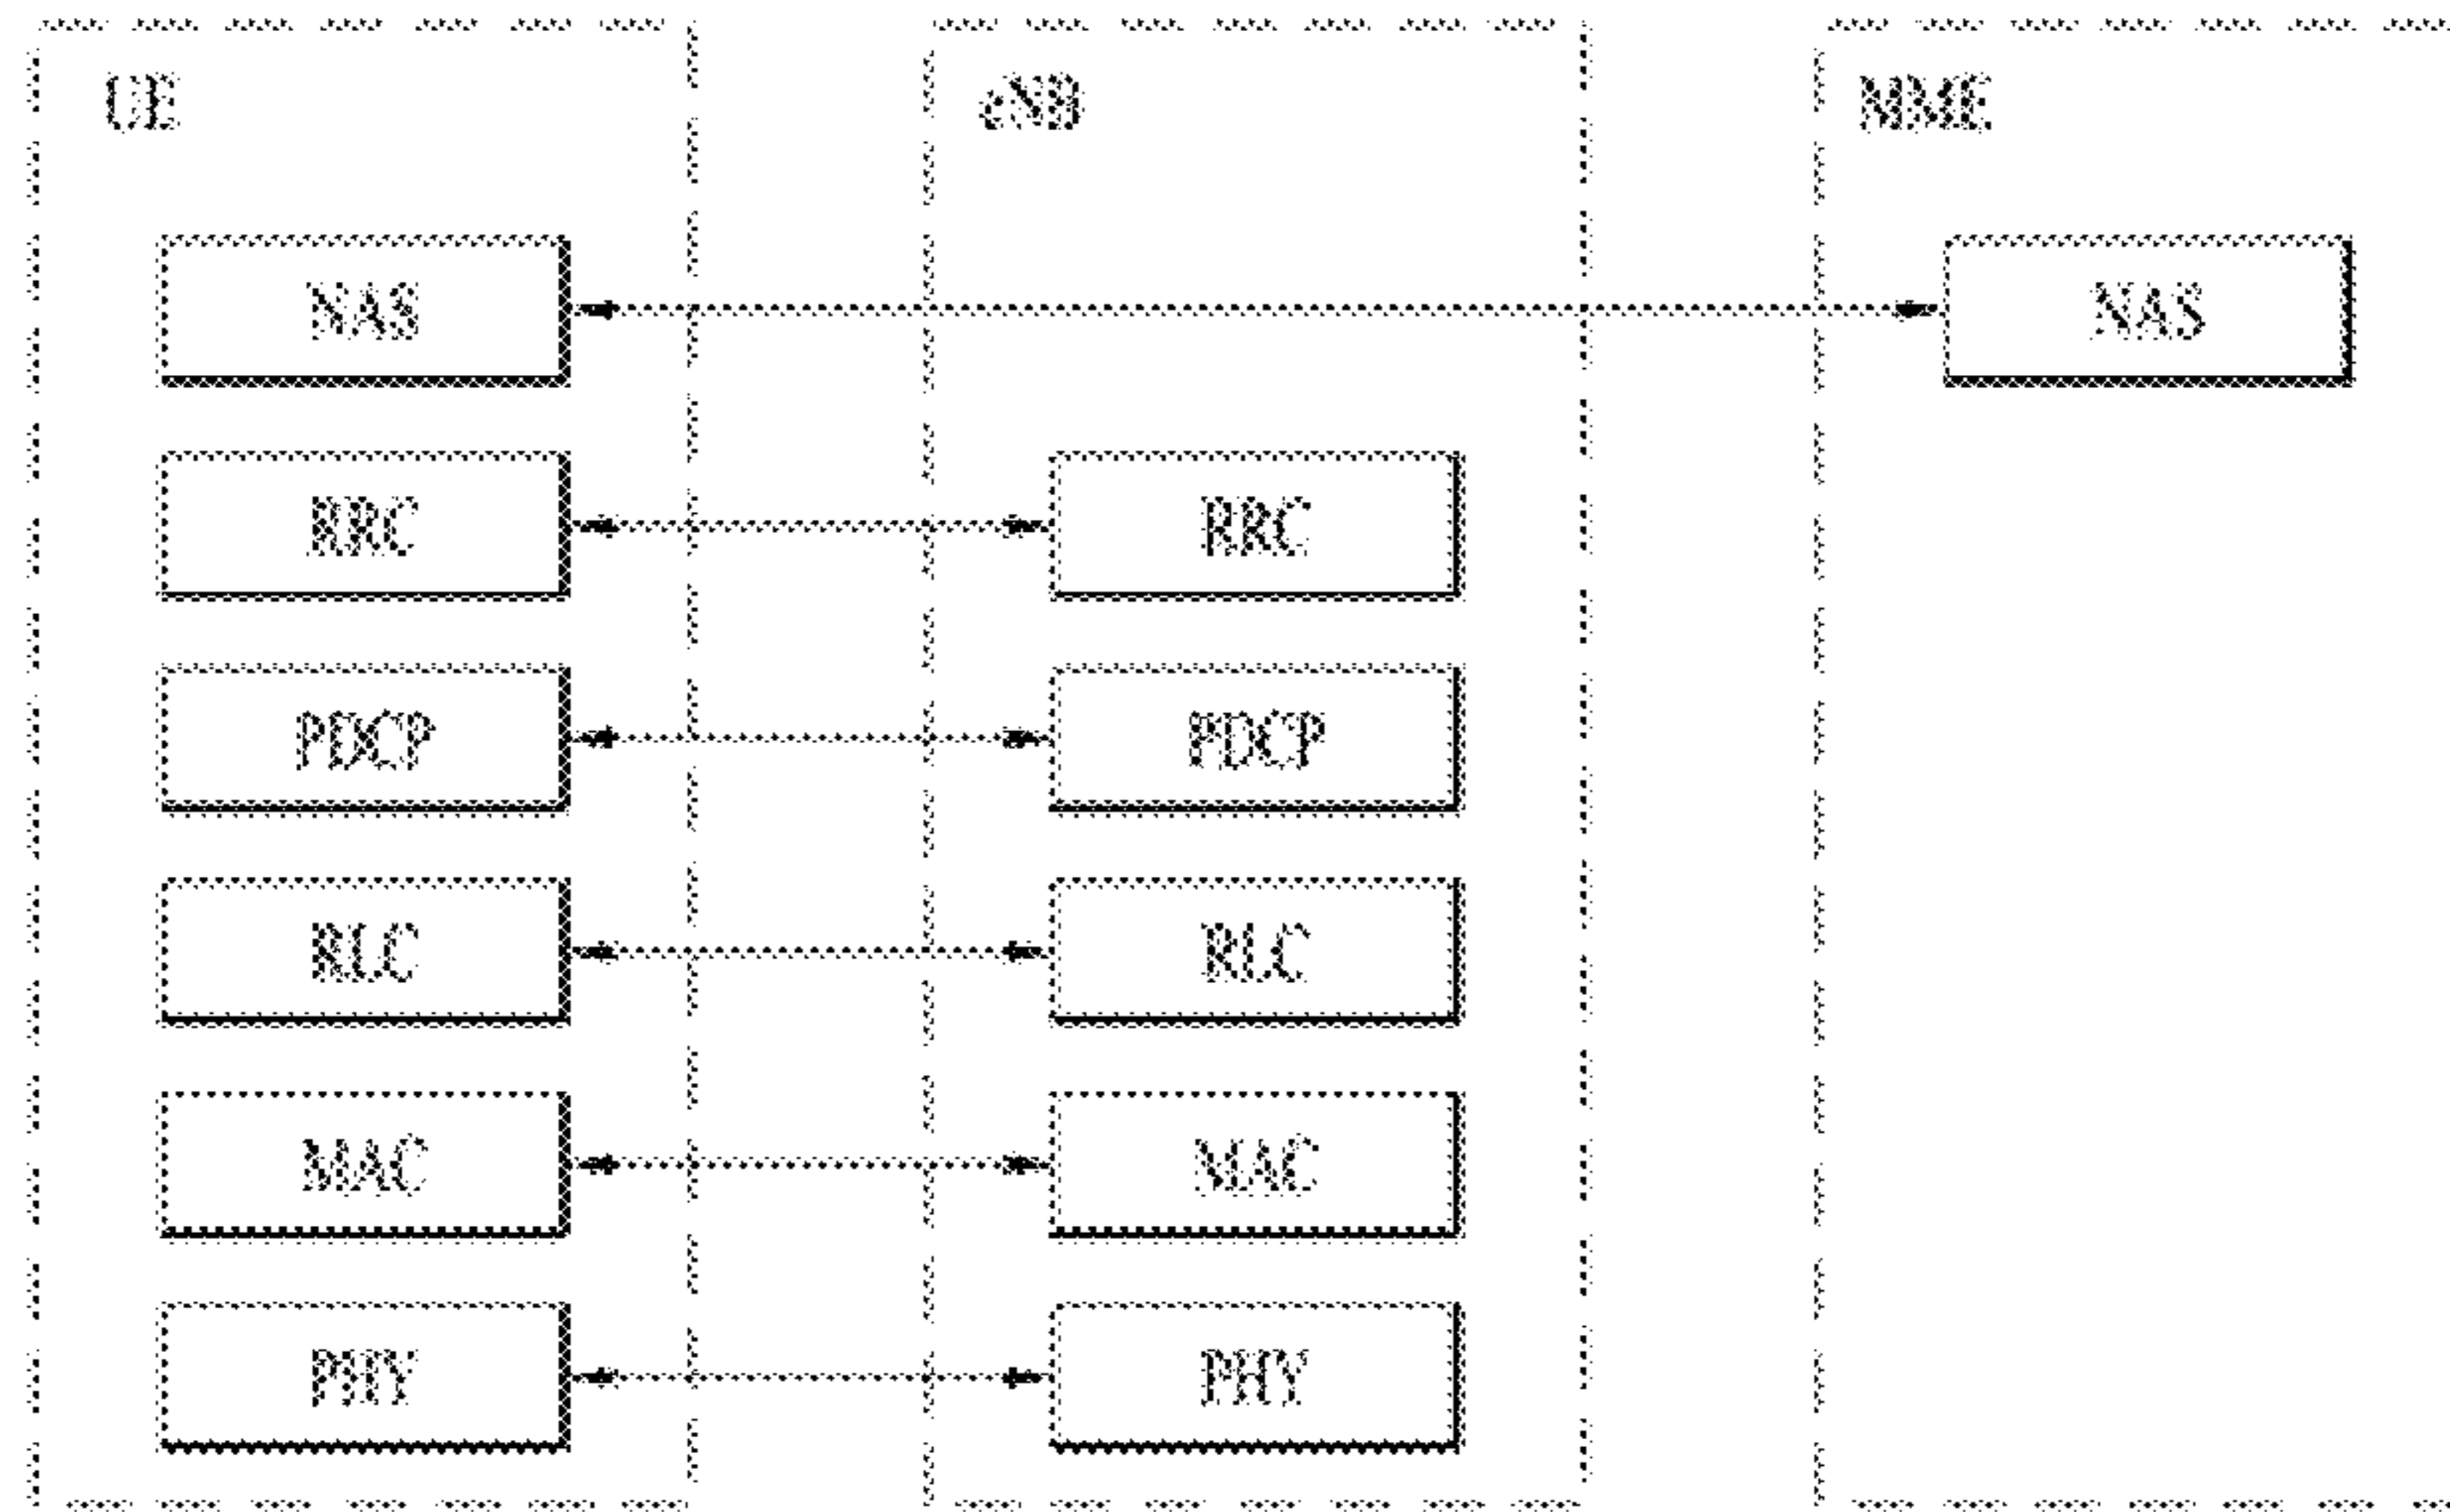 UE eNB MME
NAS NAS
RRC RRC
PDCP PDCP
RLC RLC
MAC MAC
PHY PHY